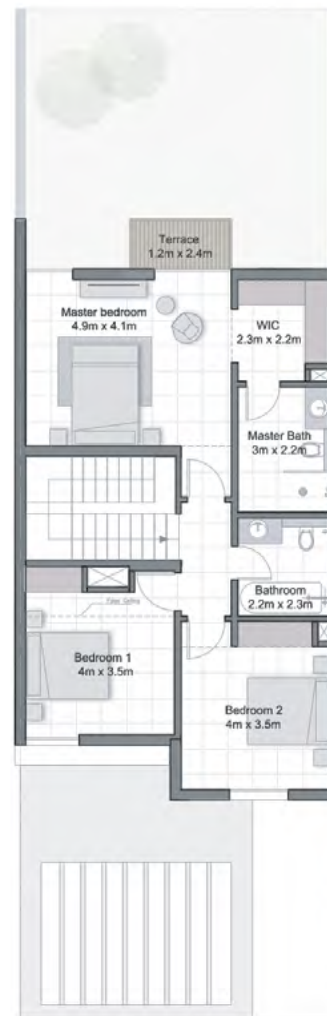 Terrace
1.2m x 2.4m
Master bedroom
4.9m x 4.1m
WIC
2.3m x 2.2m
Master Bath
3m x 2.2m
Bathroom
2.2m x 2.3m
Bedroom 1
4m x 3.5m
Bedroom 2
4m x 3.5m